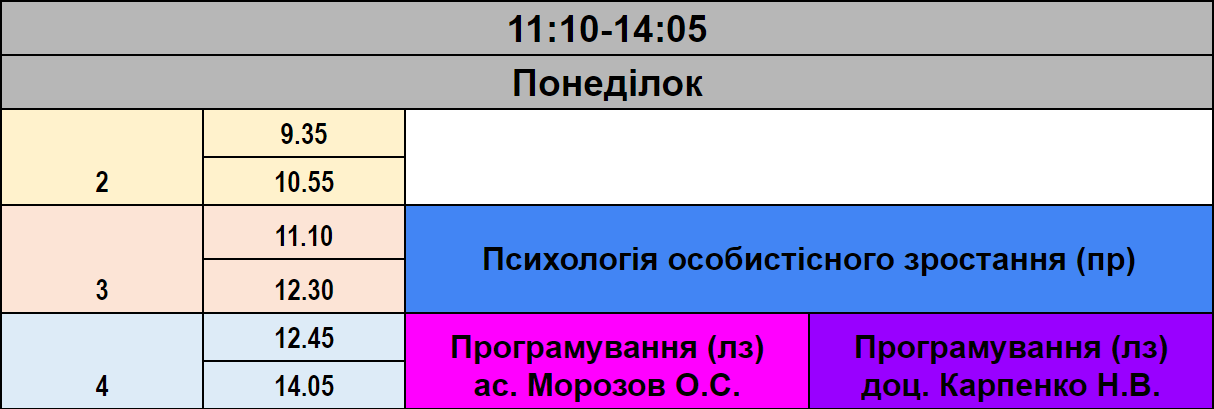 11:10-14:05
Понеділок
2
9.35
10.55
3
11.10
12.30
Психологія особистісного зростання (пр)
4
12.45
14.05
Програмування (лз)
ас. Морозов О.С.
Програмування (лз)
доц. Карпенко Н.В.